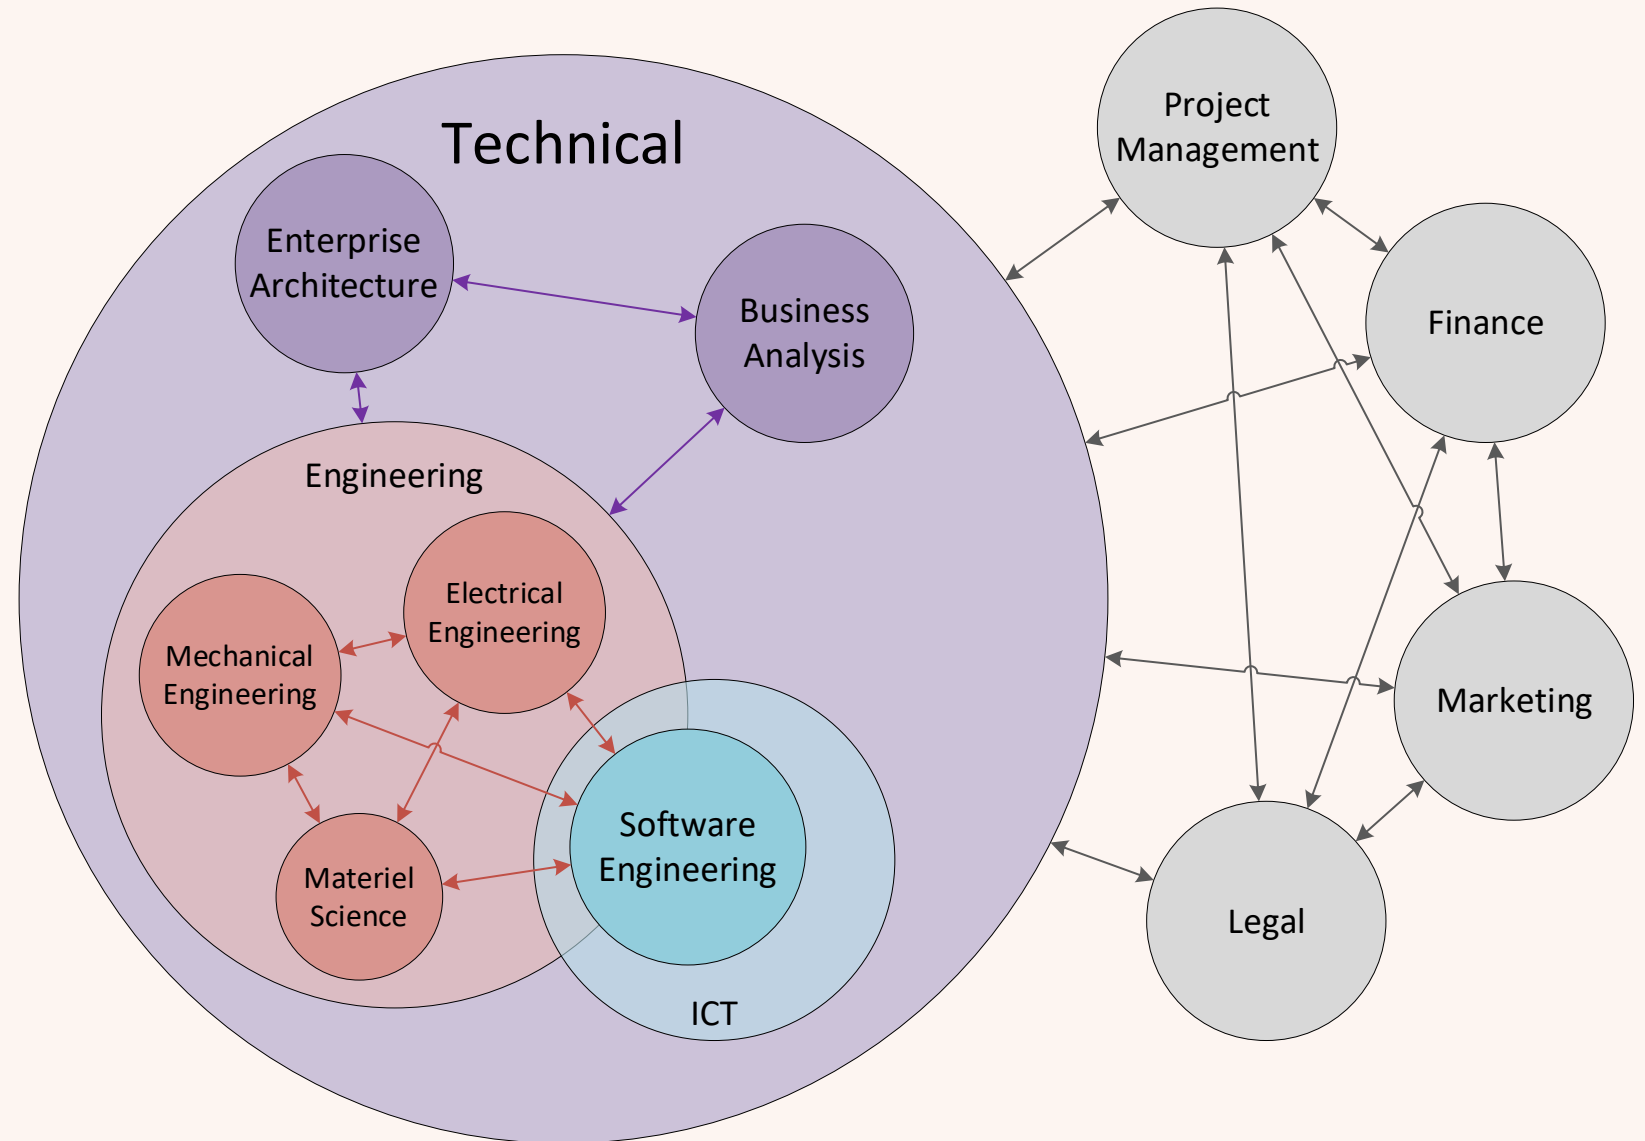 Technical
Enterprise
Architecture
Business
Analysis
Engineering
Electrical
Engineering
Mechanical
Engineering
Materiel
Science
Software
Engineering
ICT
Project
Management
Finance
Marketing
Legal